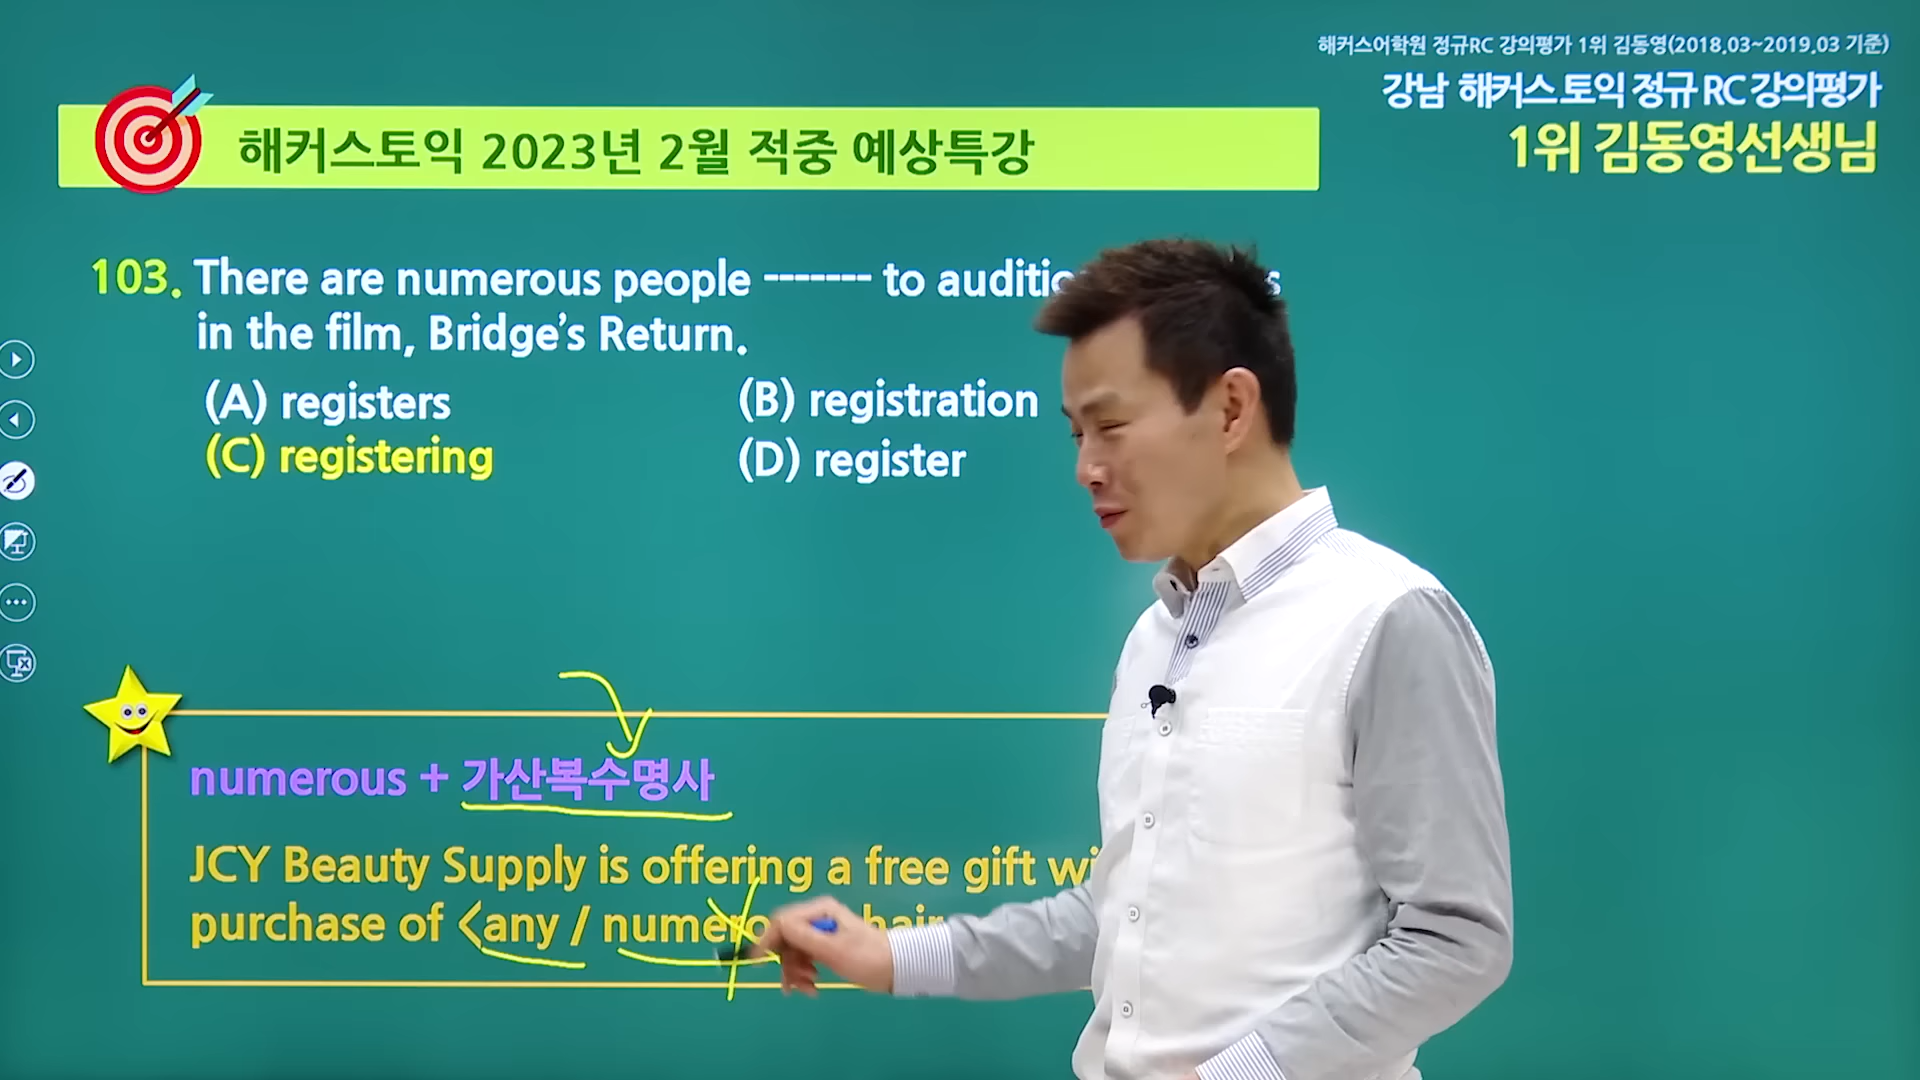 해커스어학원 정규RC 강의평가 1위 김동영(2018.03~2019.03 기준)
강남 해커스 토익 정규 RC 강의평가
1위 김동영선생님
해커스토익 2023년 2월 적중 예상특강
103. There are numerous people ------- to
in the film, Bridge's Return.
(A) registers
(B) registration
(C) registering
(D) register
numerous + 가산복수명사
JCY Beauty Supply is offering a free gift
purchase of <any /